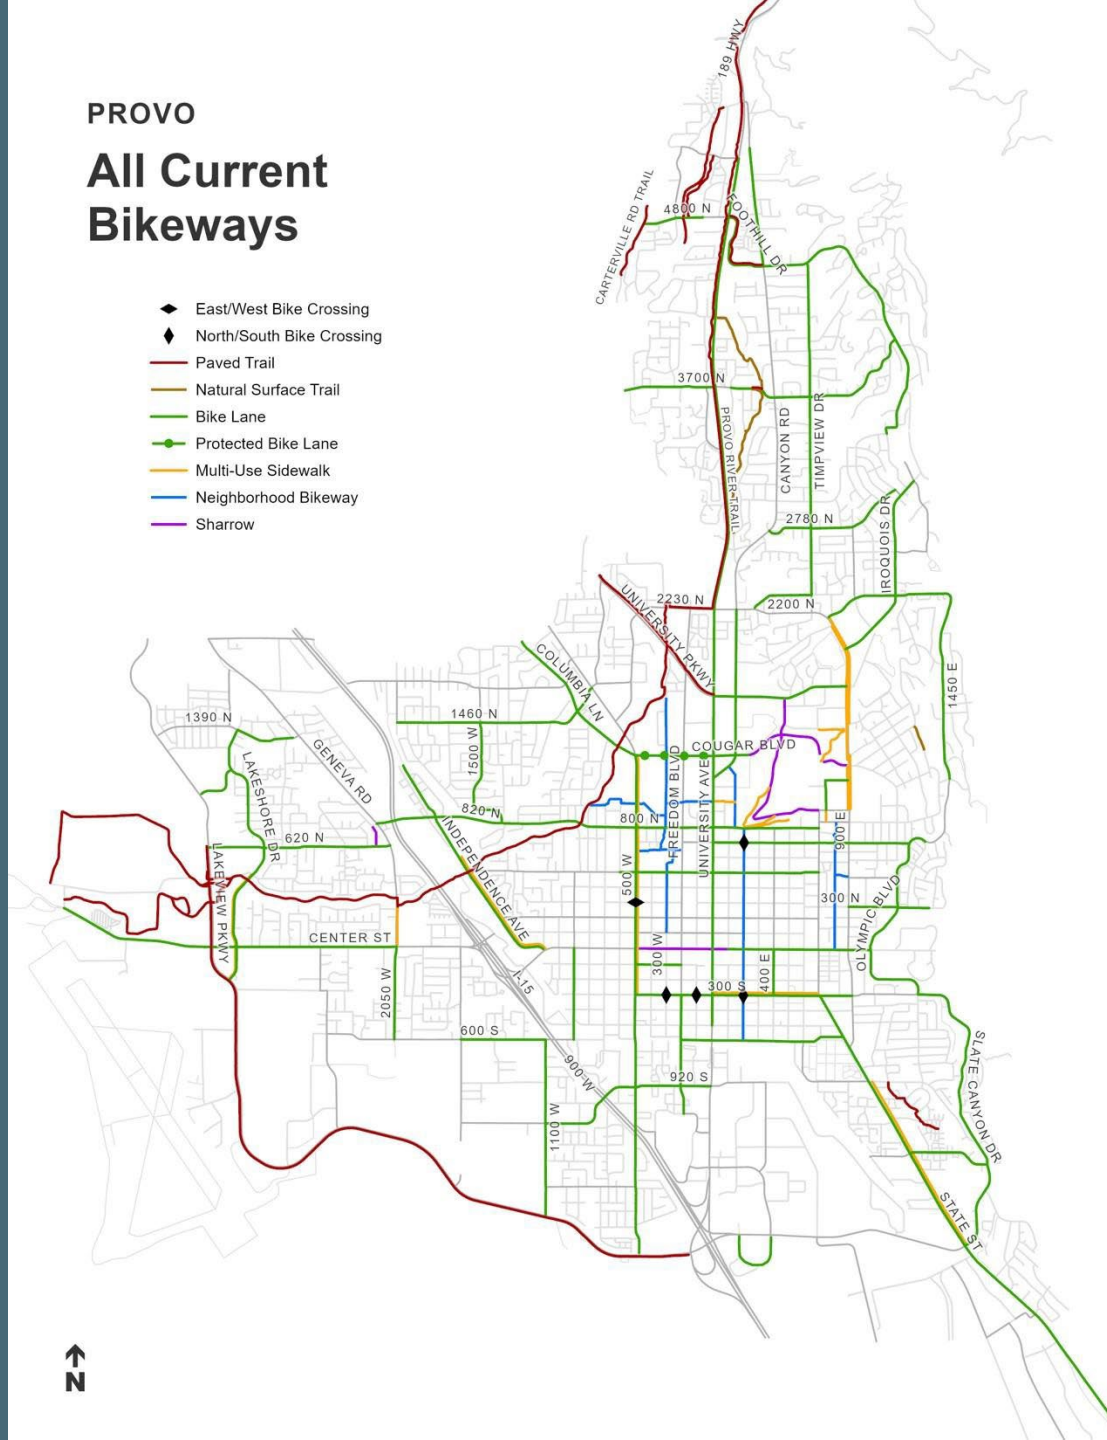 PROVO
All Current
Bikeways
East/West Bike Crossing
North/South Bike Crossing
Paved Trail
Natural Surface Trail
Bike Lane
Protected Bike Lane
Multi-Use Sidewalk
Neighborhood Bikeway
Sharrow
189 HWY
CARTERVILLE RD TRAIL
4800 N
FOOTHILL DR
3700 N
PROVO RIVER TRAIL
CANYON RD
TIMPVIEW DR
2780 N
IROQUOIS DR
UNIVERSITY PKWY
2230 N
2200 N
COLUMBIA LN
1450 E
1390 N
1460 N
GENEVA RD
1500 W
COUGAR BLVD
LAKESHORE DR
FREEDOM BLVD
UNIVERSITY AVE
820 N
800 N
900 E
620 N
INDEPENDENCE AVE
LAKEVIEW PKWY
500 W
300 N
OLYMPIC BLVD
CENTER ST
300 W
400 E
2050 W
I-15
300 S
600 S
900 W
920 S
SLATE CANYON DR
1100 W
STATE ST
N